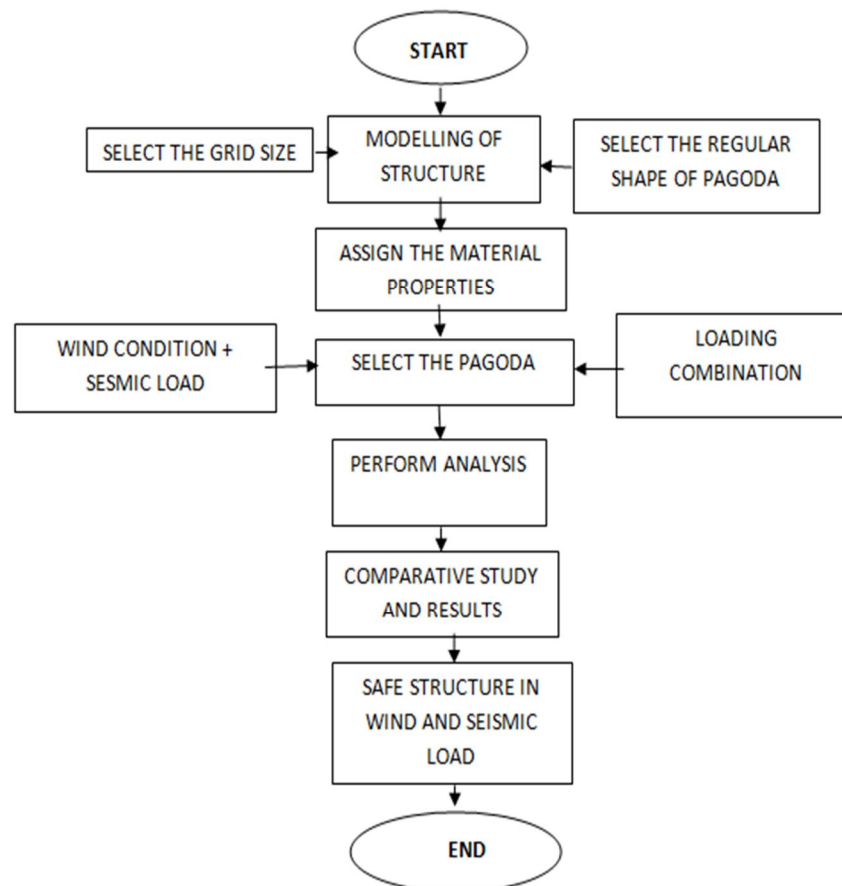 START
SELECT THE GRID SIZE
MODELLING OF
STRUCTURE
SELECT THE REGULAR
SHAPE OF PAGODA
ASSIGN THE MATERIAL
PROPERTIES
WIND CONDITION +
SESMIC LOAD
SELECT THE PAGODA
LOADING
COMBINATION
PERFORM ANALYSIS
COMPARATIVE STUDY
AND RESULTS
SAFE STRUCTURE IN
WIND AND SEISMIC
LOAD
END